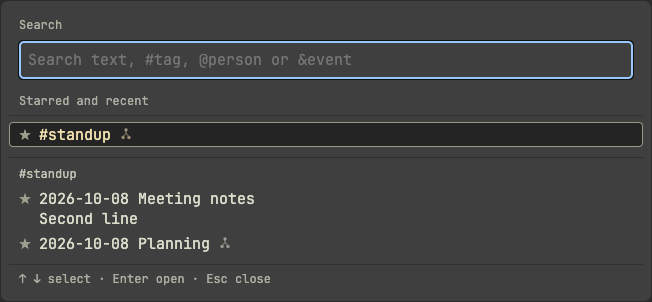 Search
Search text, #tag, @person or &event
Starred and recent
★ #standup
#standup
★ 2026-10-08 Meeting notes
Second line
★ 2026-10-08 Planning
↑ ↓ select · Enter open · Esc close